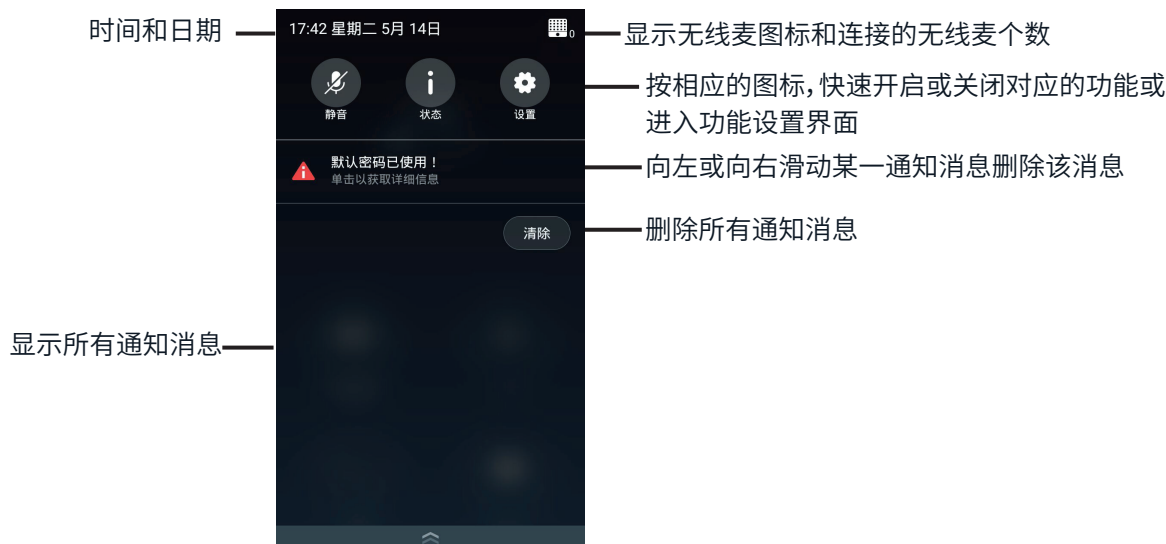 时间和日期
17:42 星期二 5月 14日
0
显示无线麦图标和连接的无线麦个数
静音
状态
设置
按相应的图标,快速开启或关闭对应的功能或
进入功能设置界面
默认密码已使用！
单击以获取详细信息
向左或向右滑动某一通知消息删除该消息
清除
删除所有通知消息
显示所有通知消息